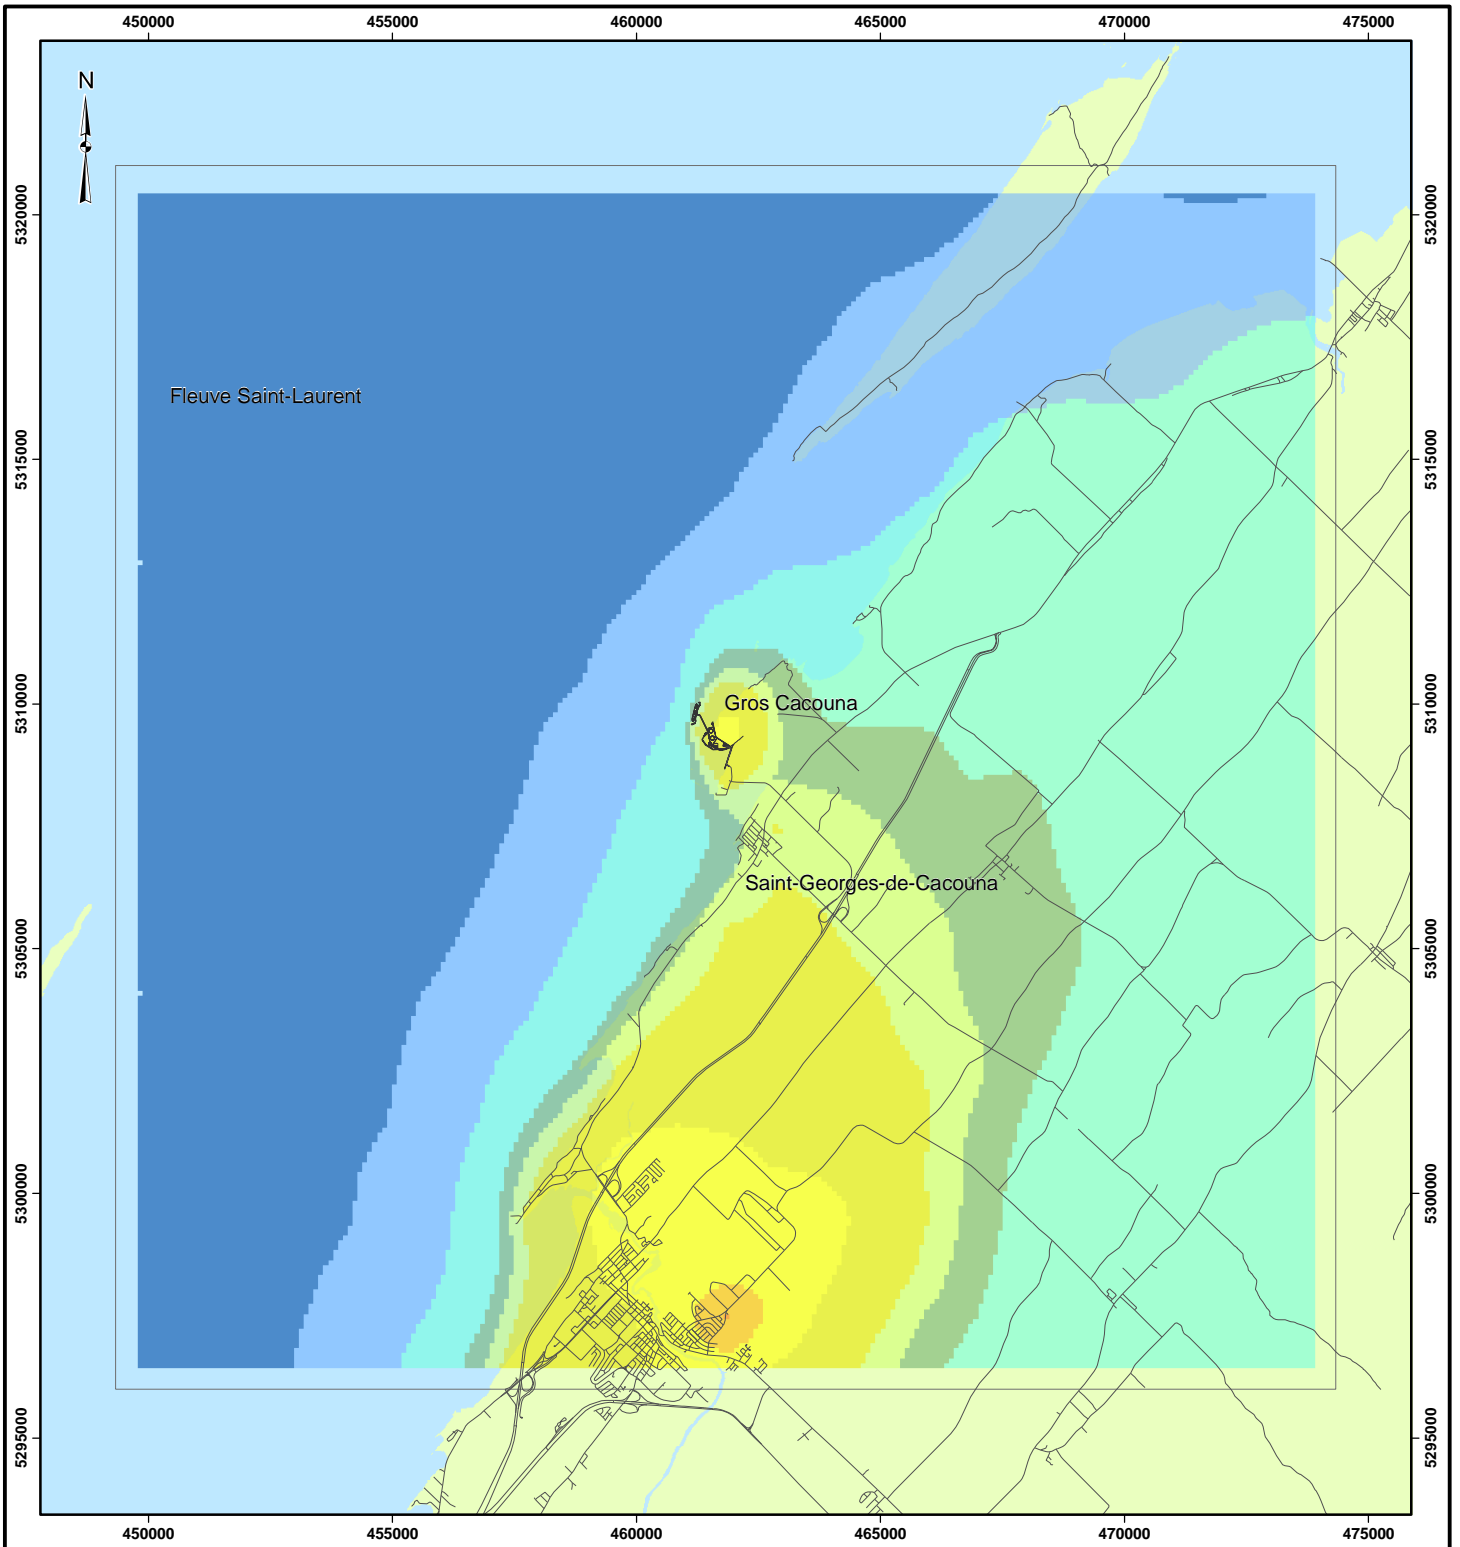 450000 455000 460000 465000 470000 475000
N
5320000 5320000
Fleuve Saint-Laurent
5315000 5315000
Gros Cacouna
5310000 5310000
Saint-Georges-de-Cacouna
5305000 5305000
5300000 5300000
5295000 5295000
450000 455000 460000 465000 470000 475000